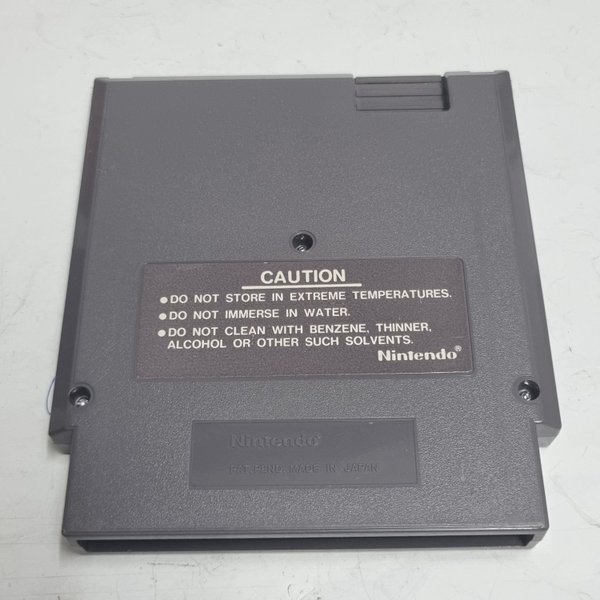 CAUTION
●DO NOT STORE IN EXTREME TEMPERATURES.
●DO NOT IMMERSE IN WATER.
●DO NOT CLEAN WITH BENZENE, THINNER,
ALCOHOL OR OTHER SUCH SOLVENTS.
Nintendo®
Nintendo®
PAT. PEND. MADE IN JAPAN